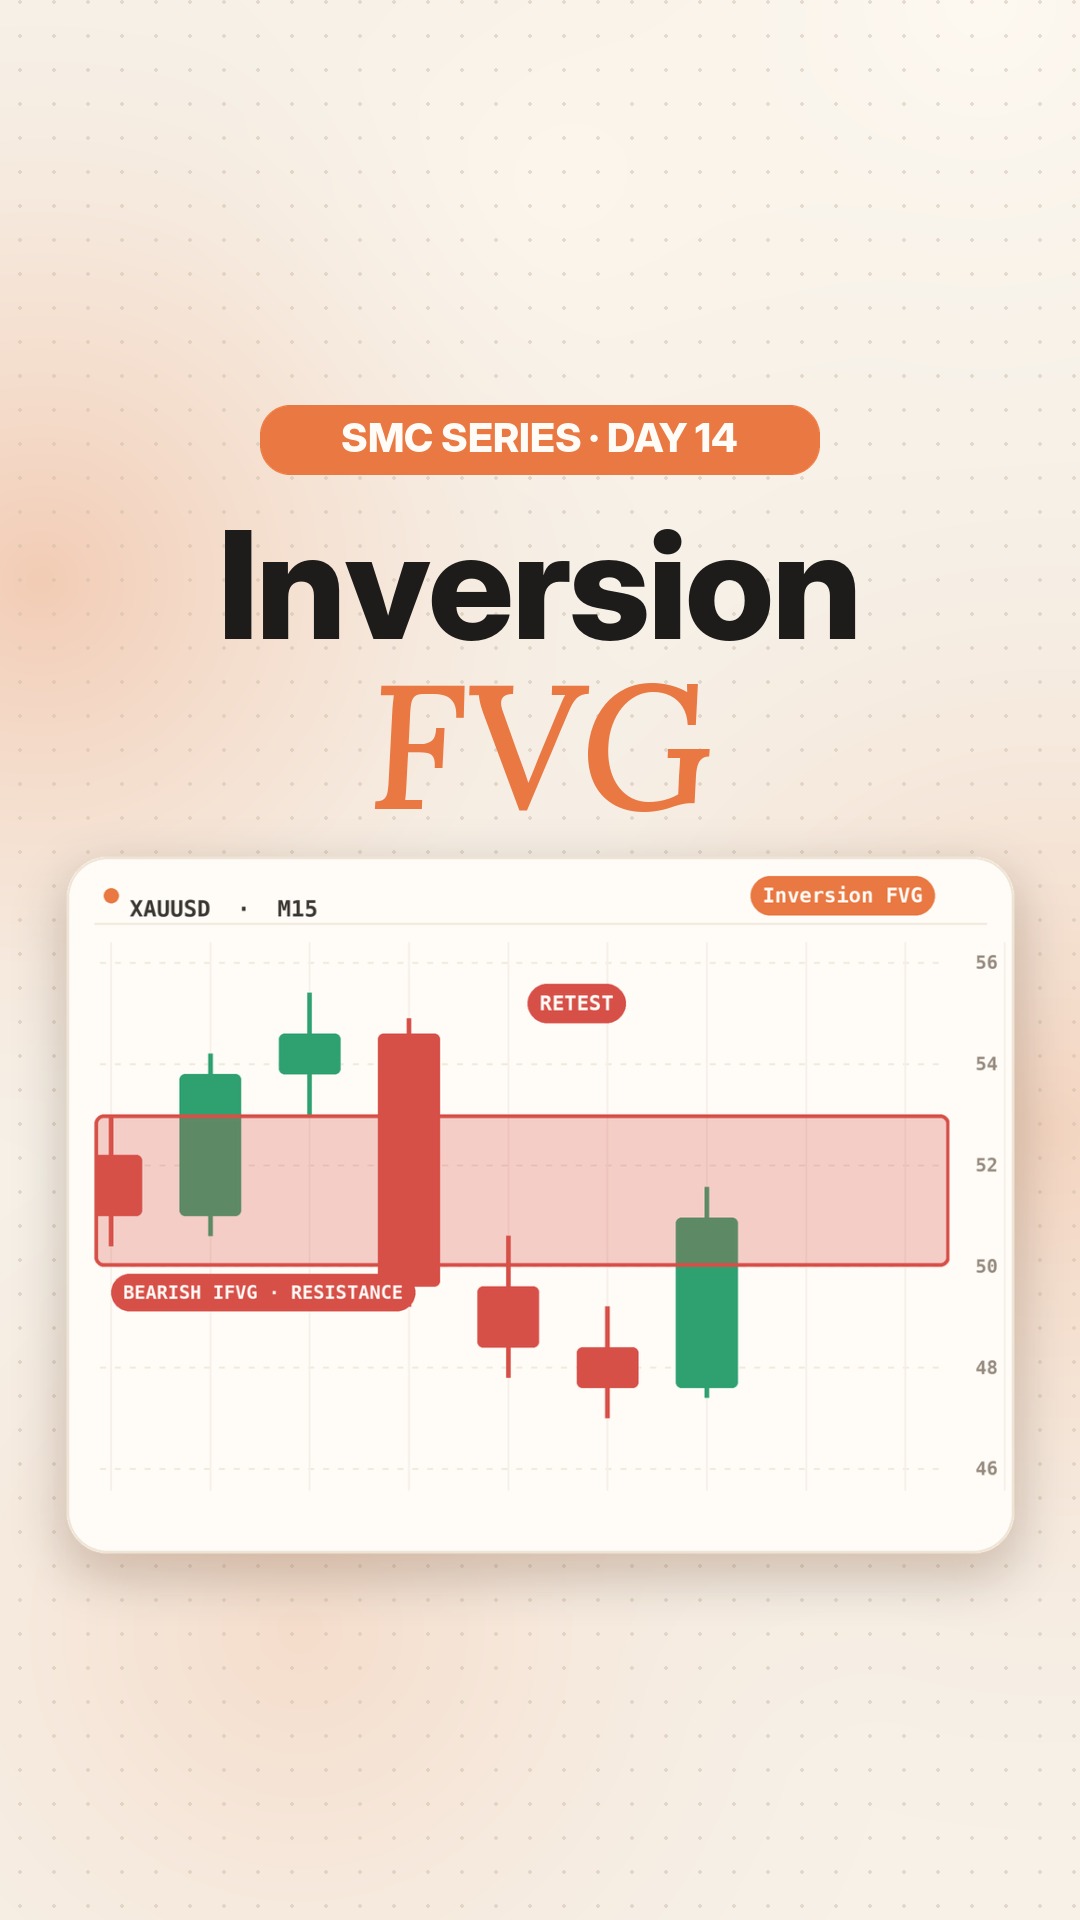 SMC SERIES · DAY 14
Inversion
FVG
XAUUSD · M15
Inversion FVG
56
RETEST
54
52
50
BEARISH IFVG · RESISTANCE
48
46